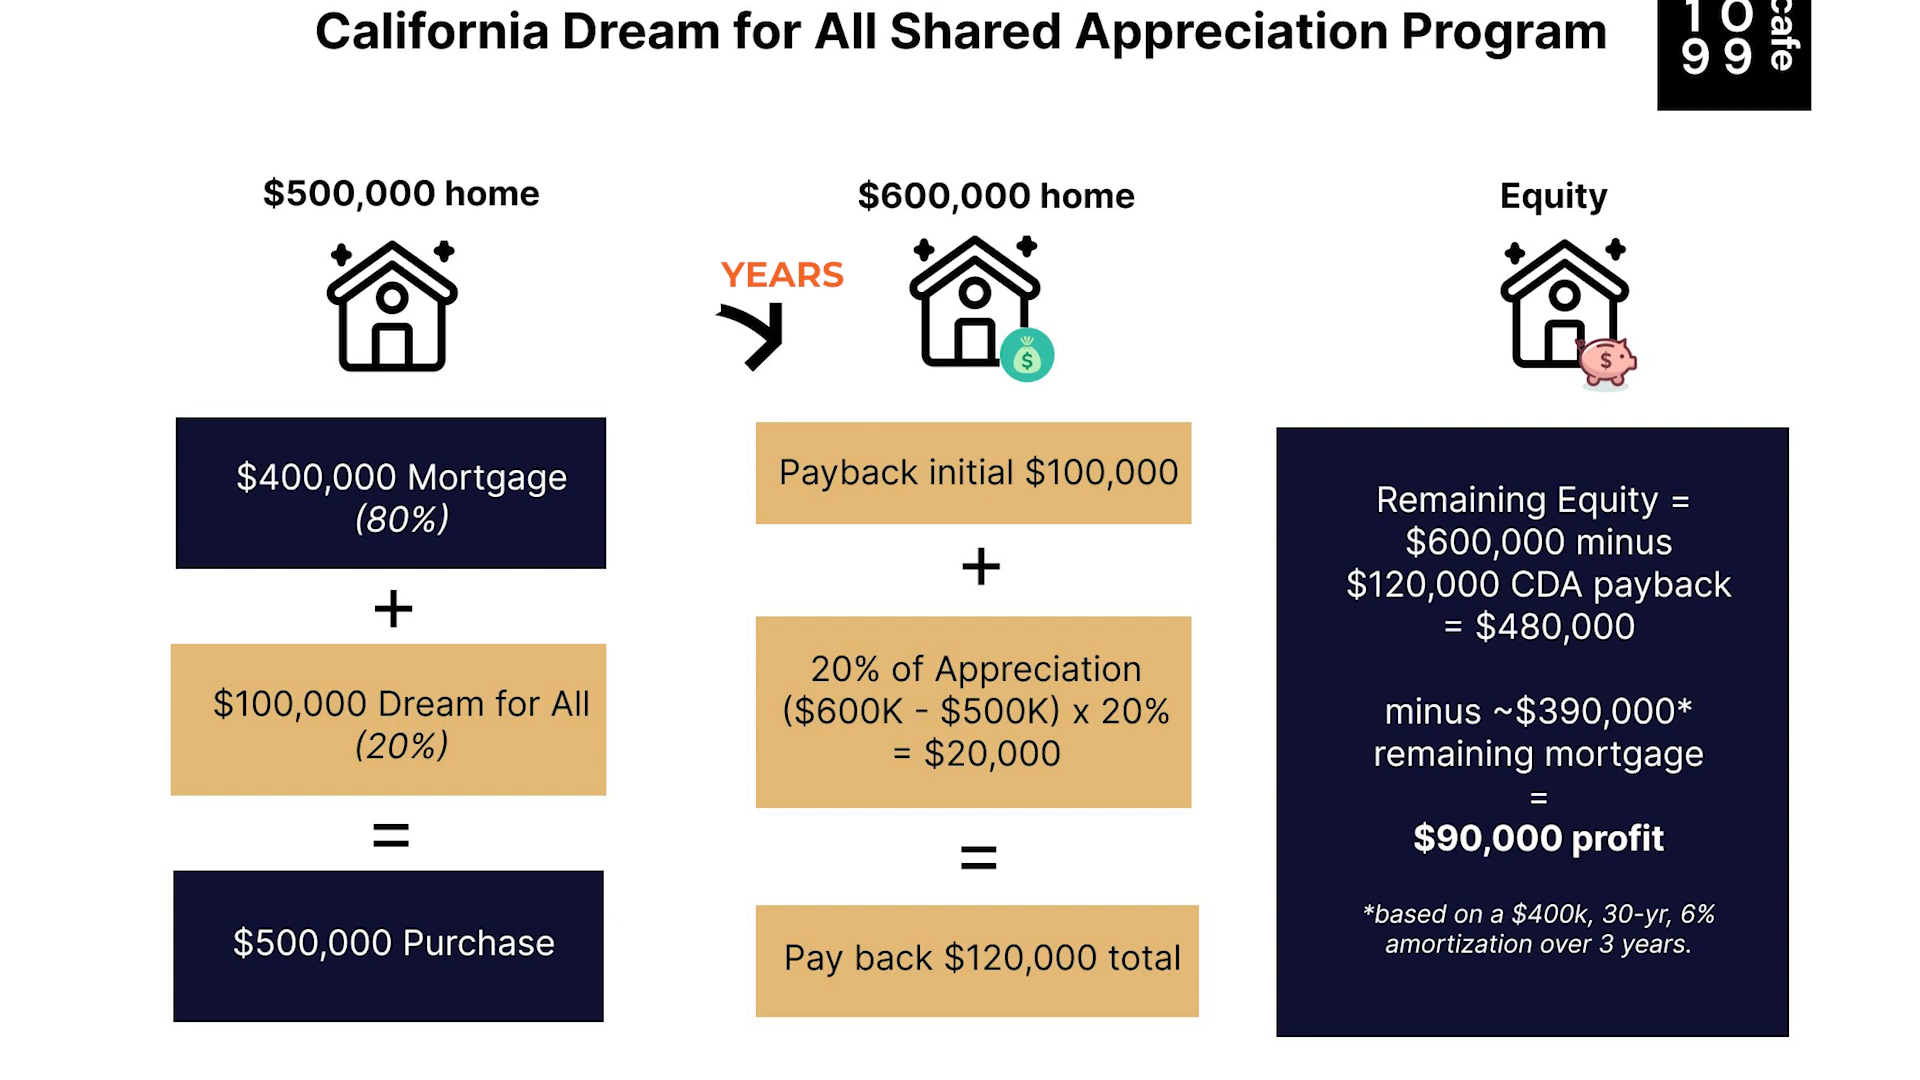 California Dream for All Shared Appreciation Program
10
99
cafe
$500,000 home
$400,000 Mortgage
(80%)
+
$100,000 Dream for All
(20%)
=
$500,000 Purchase
YEARS
$600,000 home
$
Payback initial $100,000
+
20% of Appreciation
($600K - $500K) x 20%
= $20,000
=
Pay back $120,000 total
Equity
$
Remaining Equity =
$600,000 minus
$120,000 CDA payback
= $480,000
minus ~$390,000*
remaining mortgage
=
$90,000 profit
*based on a $400k, 30-yr, 6%
amortization over 3 years.